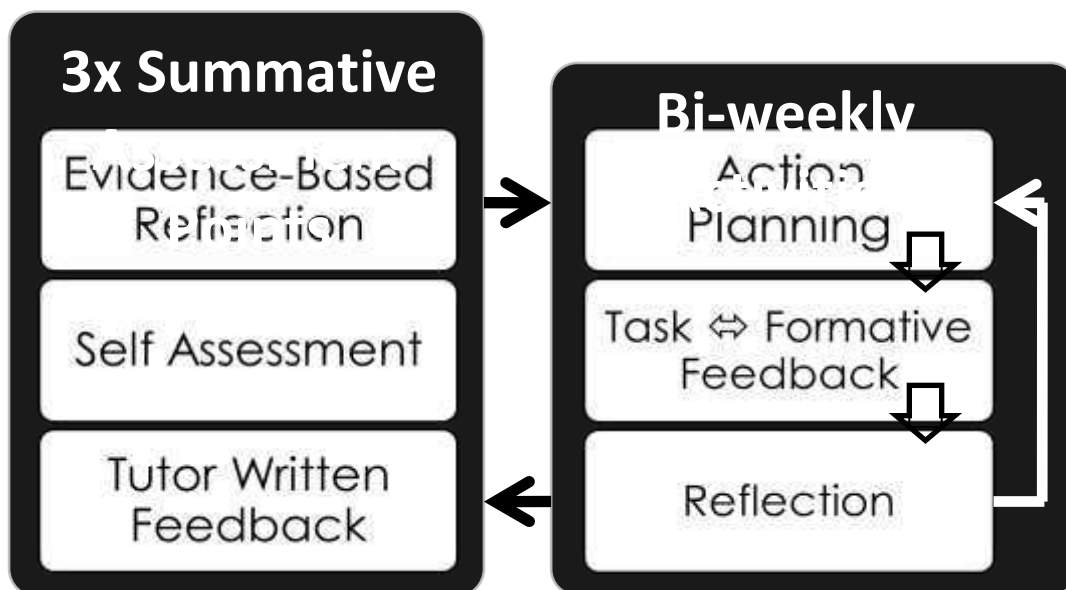 3x Summative
Evidence-Based
Reflection
Self Assessment
Tutor Written
Feedback
Bi-weekly
Action
Planning
Task ⇔ Formative
Feedback
Reflection